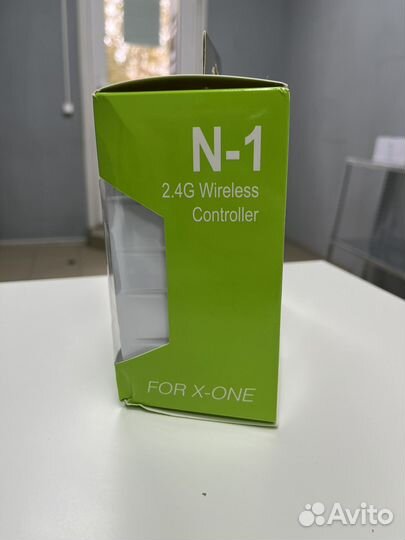 N-1
2.4G Wireless
Controller
FOR X-ONE
Avito